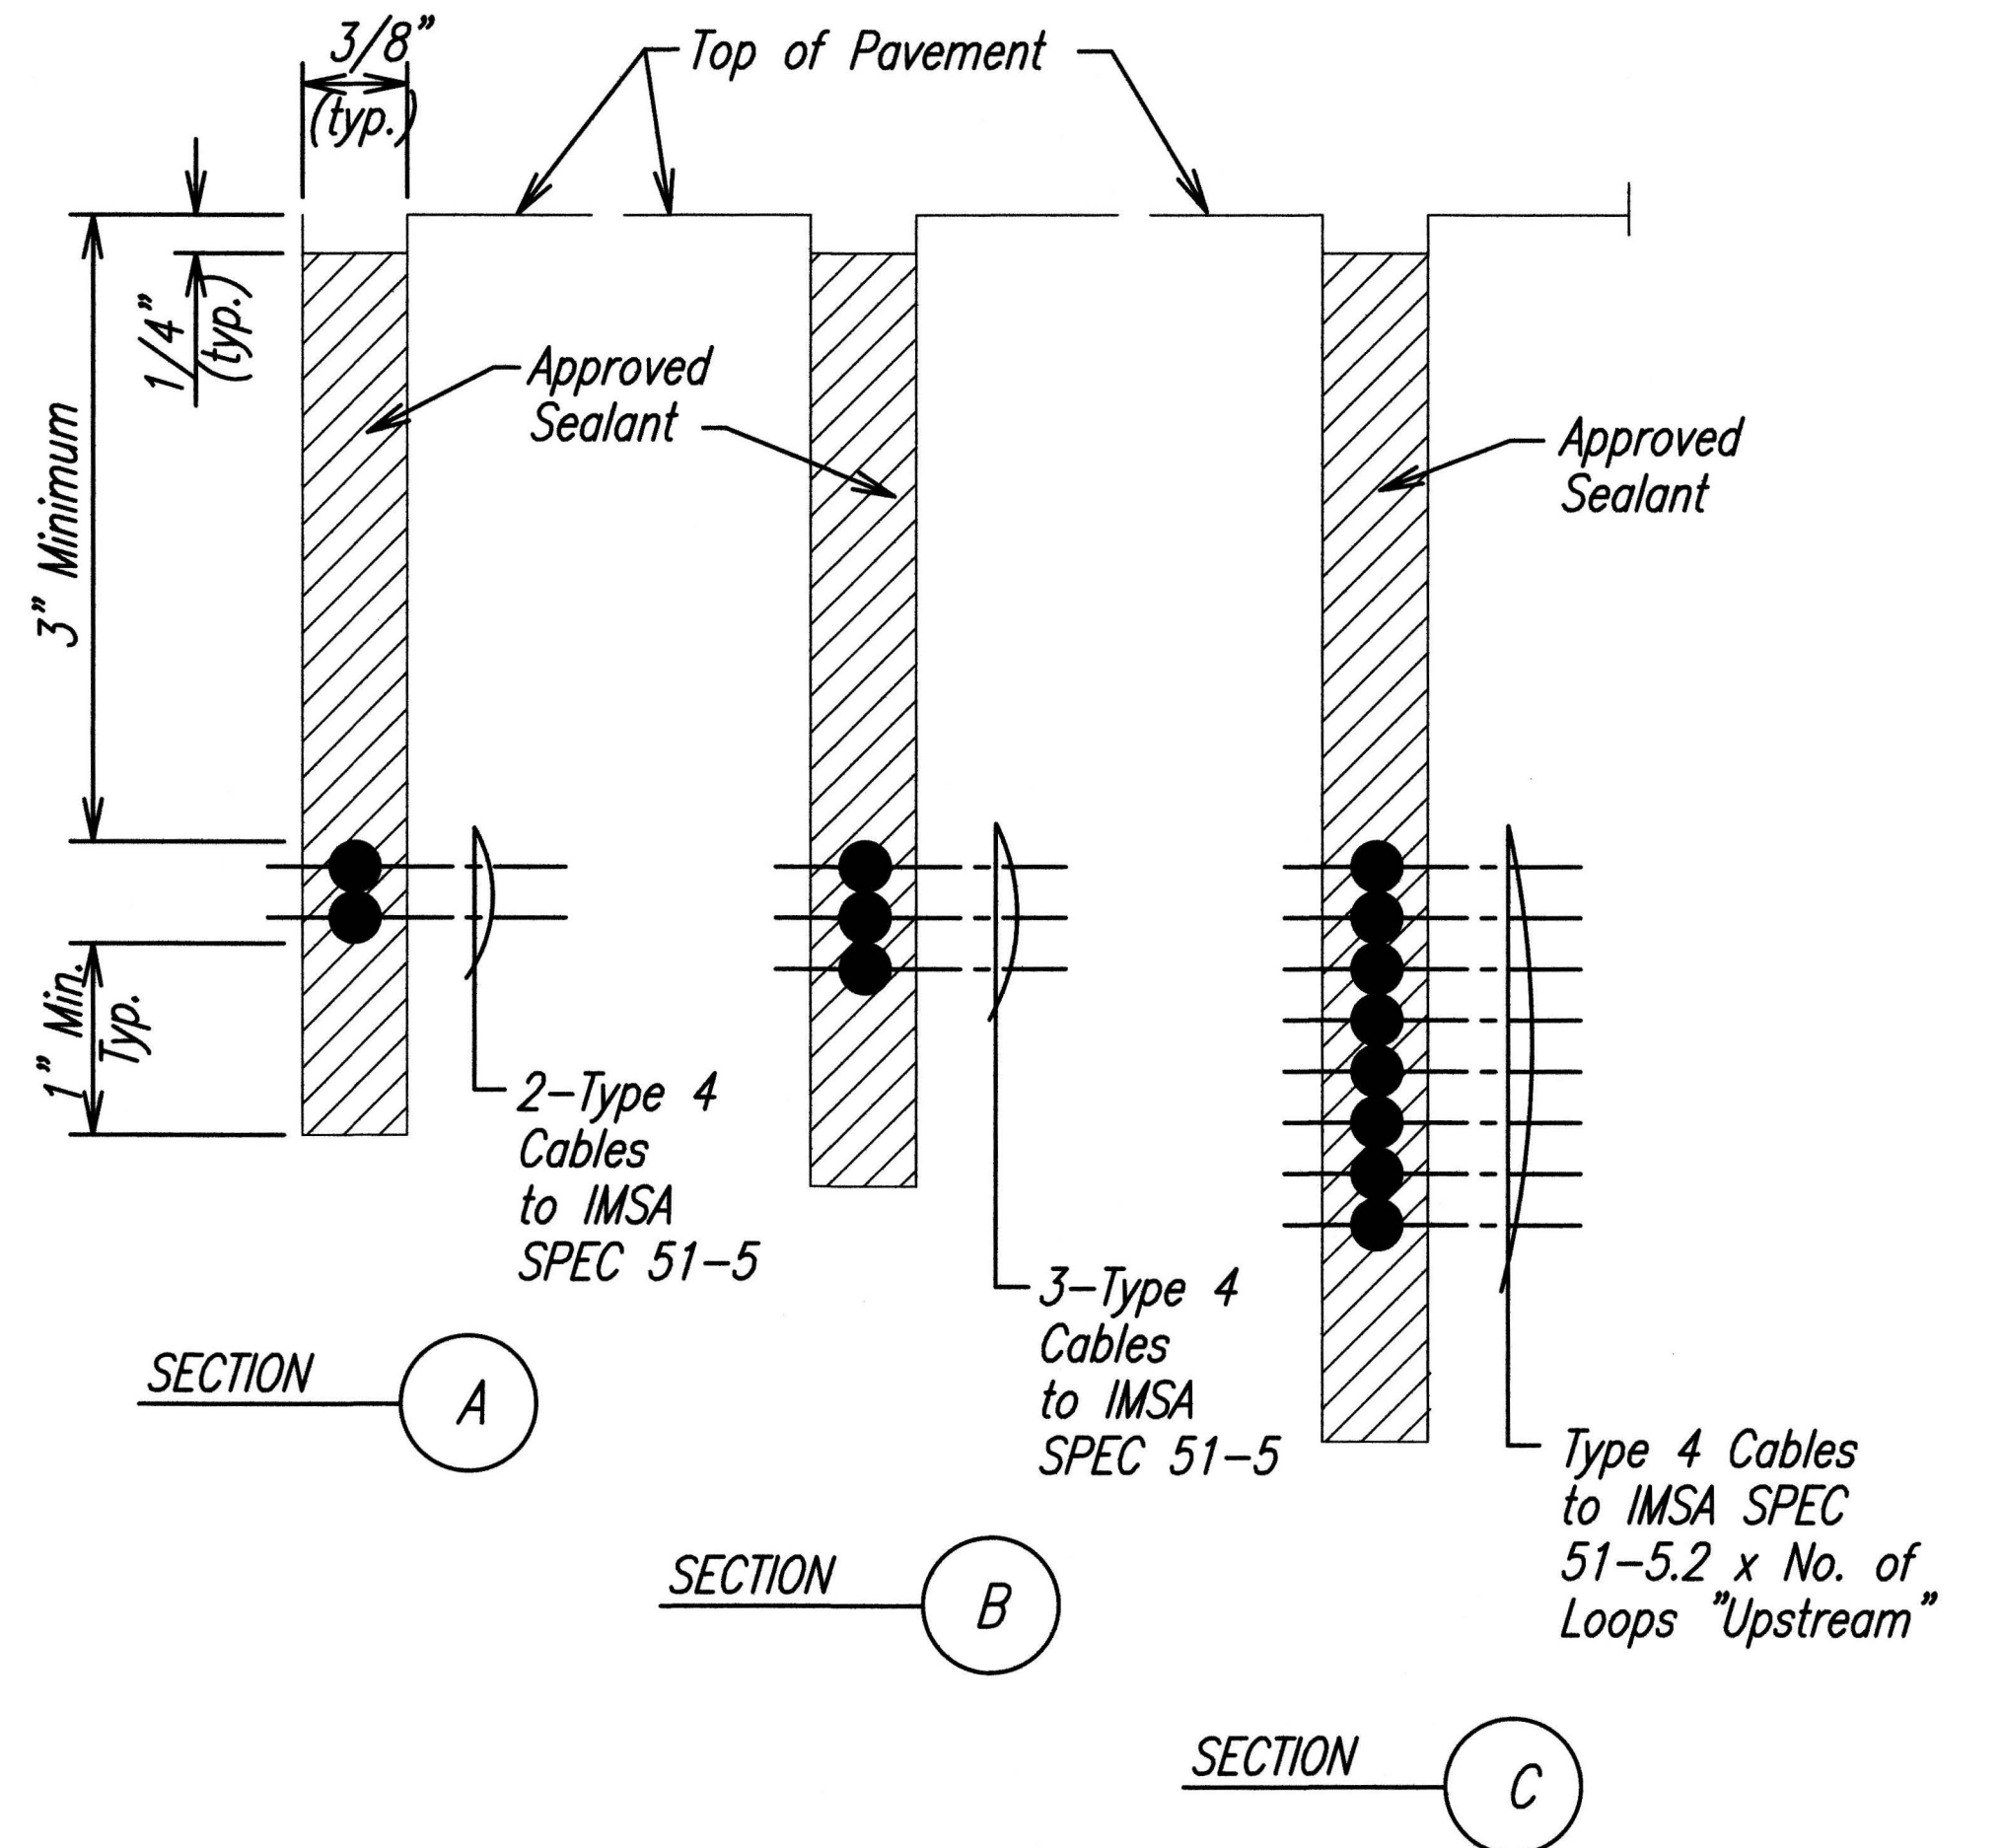 3/8"
(typ.)
Top of Pavement
1/4"
(typ.)
3" Minimum
Approved
Sealant
Approved
Sealant
1" Min.
Typ.
2-Type 4
Cables
to IMSA
SPEC 51-5
3-Type 4
Cables
to IMSA
SPEC 51-5
Type 4 Cables
to IMSA SPEC
51-5.2 x No. of
Loops "Upstream"
SECTION A
SECTION B
SECTION C